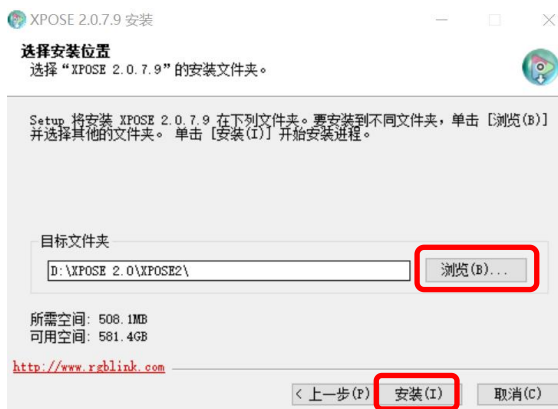 XPOSE 2.0.7.9 安装
选择安装位置
选择“XPOSE 2.0.7.9”的安装文件夹。
Setup 将安装 XPOSE 2.0.7.9 在下列文件夹。要安装到不同文件夹，单击 [浏览(B)]
并选择其他的文件夹。 单击 [安装(I)] 开始安装进程。
目标文件夹
D:\XPOSE 2.0\XPOSE2\
浏览(B)...
所需空间: 508.1MB
可用空间: 581.4GB
http://www.rgblink.com
< 上一步(P)
安装(I)
取消(C)